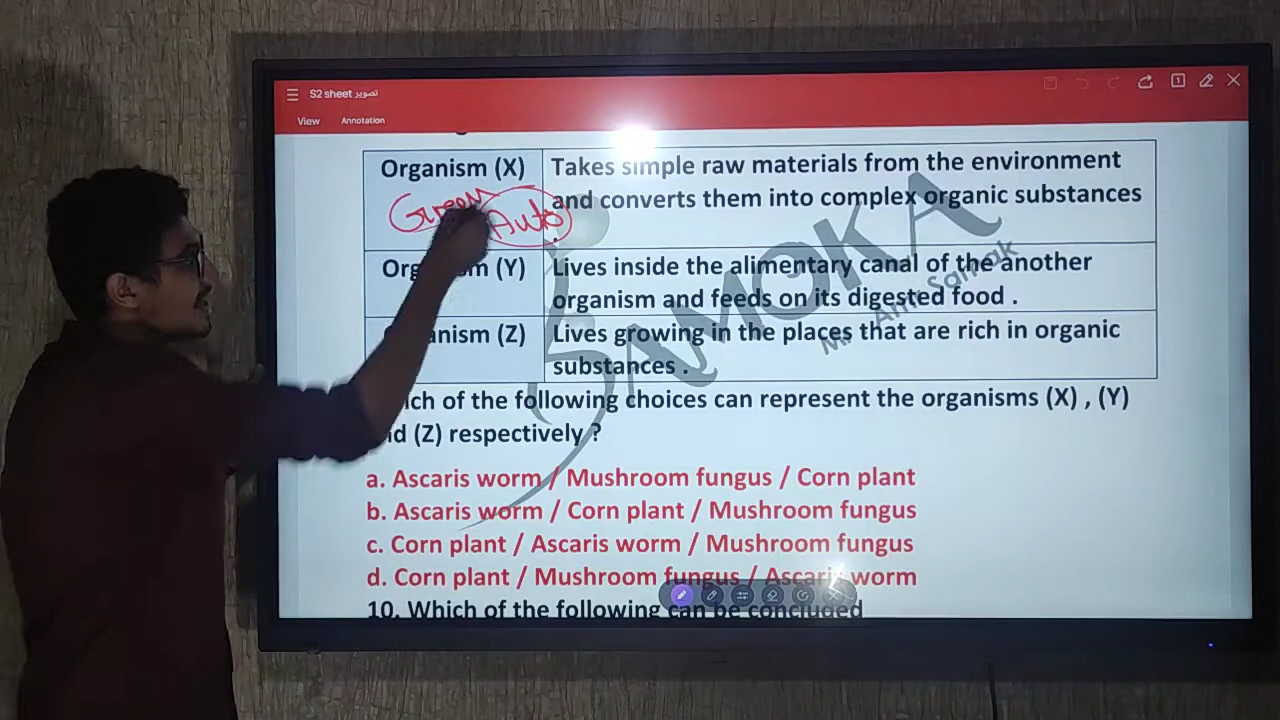 S2 sheet تصوير
View Annotation
Organism (X) Takes simple raw materials from the environment
and converts them into complex organic substances
.
Green Auto
(Y) Lives inside the alimentary canal of the another
organism and feeds on its digested food .
(Z) Lives growing in the places that are rich in organic
substances .
of the following choices can represent the organisms (X) , (Y)
(Z) respectively ?
a. Ascaris worm / Mushroom fungus / Corn plant
b. Ascaris worm / Corn plant / Mushroom fungus
c. Corn plant / Ascaris worm / Mushroom fungus
d. Corn plant / Mushroom fungus / Ascaris worm
10. Which of the following can be concluded
SAMOKA
Mr. Amr Samak